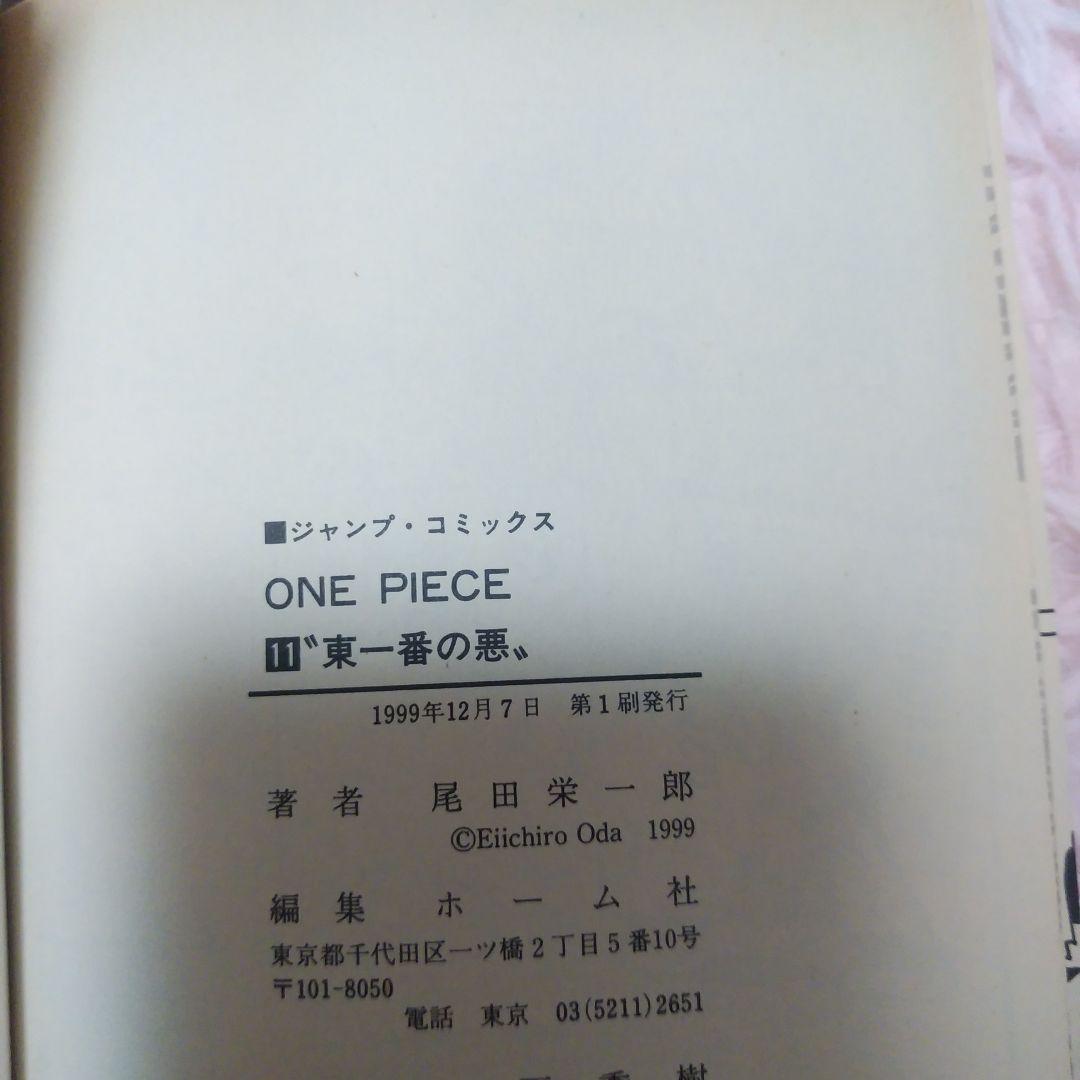 ■ジャンプ・コミックス
ONE PIECE
11〝東一番の悪〟
1999年12月7日 第1刷発行
著者 尾田栄一郎
©Eiichiro Oda 1999
編集 ホーム社
東京都千代田区一ツ橋2丁目5番10号
〒101-8050
電話 東京 03(5211)2651